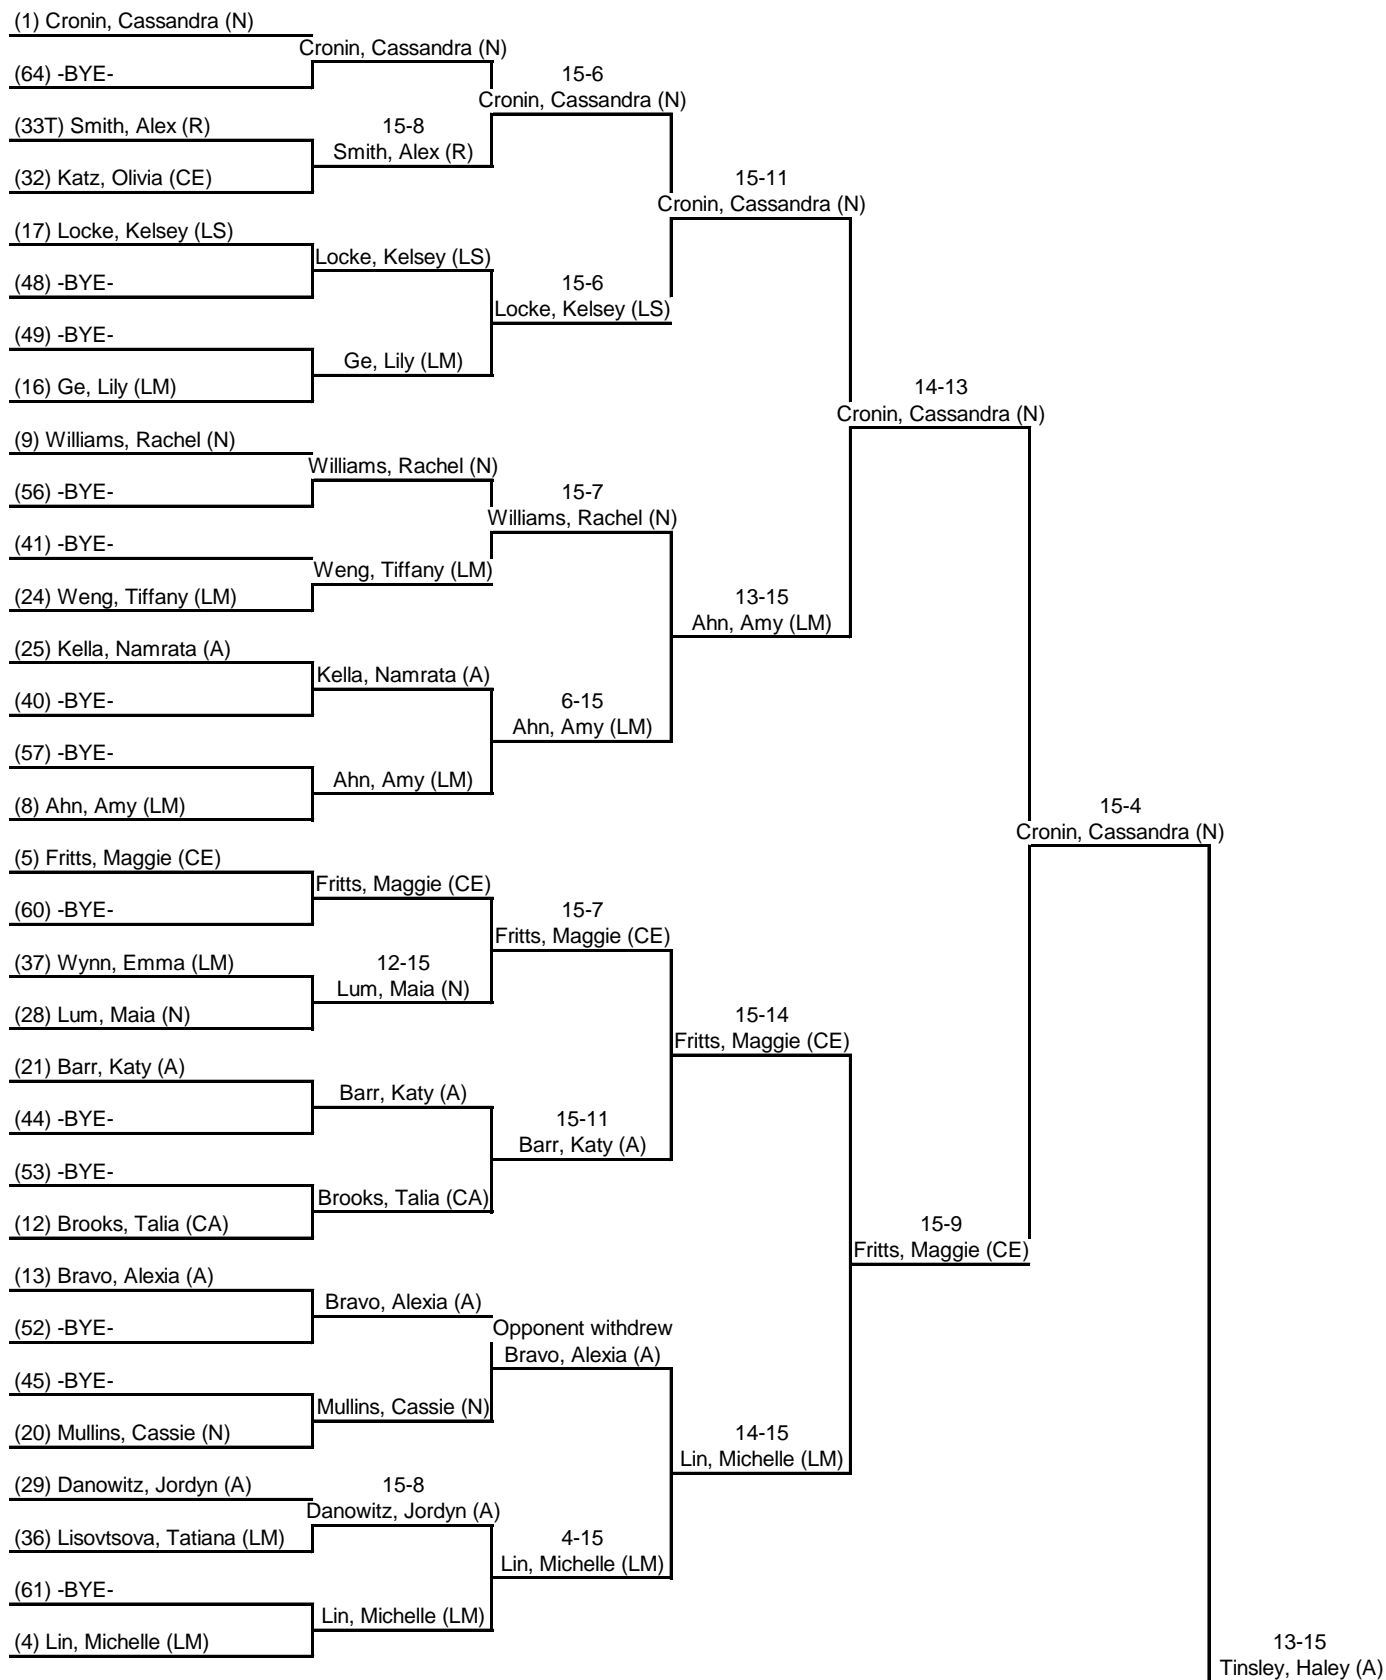 (1) Cronin, Cassandra (N)
(64) -BYE-
(33T) Smith, Alex (R)
(32) Katz, Olivia (CE)
(17) Locke, Kelsey (LS)
(48) -BYE-
(49) -BYE-
(16) Ge, Lily (LM)
(9) Williams, Rachel (N)
(56) -BYE-
(41) -BYE-
(24) Weng, Tiffany (LM)
(25) Kella, Namrata (A)
(40) -BYE-
(57) -BYE-
(8) Ahn, Amy (LM)
(5) Fritts, Maggie (CE)
(60) -BYE-
(37) Wynn, Emma (LM)
(28) Lum, Maia (N)
(21) Barr, Katy (A)
(44) -BYE-
(53) -BYE-
(12) Brooks, Talia (CA)
(13) Bravo, Alexia (A)
(52) -BYE-
(45) -BYE-
(20) Mullins, Cassie (N)
(29) Danowitz, Jordyn (A)
(36) Lisovtsova, Tatiana (LM)
(61) -BYE-
(4) Lin, Michelle (LM)
Cronin, Cassandra (N)
15-8
Smith, Alex (R)
Locke, Kelsey (LS)
Ge, Lily (LM)
Williams, Rachel (N)
Weng, Tiffany (LM)
Kella, Namrata (A)
Ahn, Amy (LM)
Fritts, Maggie (CE)
12-15
Lum, Maia (N)
Barr, Katy (A)
Brooks, Talia (CA)
Bravo, Alexia (A)
Mullins, Cassie (N)
15-8
Danowitz, Jordyn (A)
Lin, Michelle (LM)
15-6
Cronin, Cassandra (N)
15-6
Locke, Kelsey (LS)
15-7
Williams, Rachel (N)
6-15
Ahn, Amy (LM)
15-7
Fritts, Maggie (CE)
15-11
Barr, Katy (A)
Opponent withdrew
Bravo, Alexia (A)
4-15
Lin, Michelle (LM)
15-11
Cronin, Cassandra (N)
13-15
Ahn, Amy (LM)
15-14
Fritts, Maggie (CE)
14-15
Lin, Michelle (LM)
14-13
Cronin, Cassandra (N)
15-9
Fritts, Maggie (CE)
15-4
Cronin, Cassandra (N)
13-15
Tinsley, Haley (A)